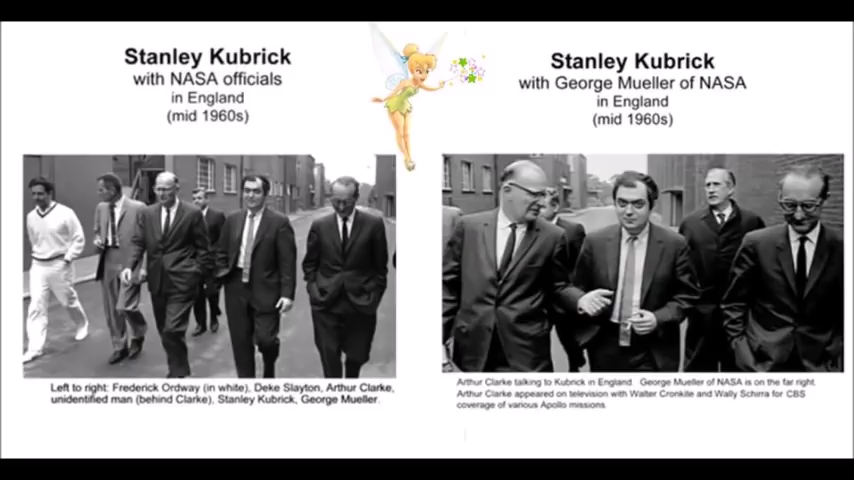 Stanley Kubrick
with NASA officials
in England
(mid 1960s)
Left to right: Frederick Ordway (in white), Deke Slayton, Arthur Clarke,
unidentified man (behind Clarke), Stanley Kubrick, George Mueller.
Stanley Kubrick
with George Mueller of NASA
in England
(mid 1960s)
Arthur Clarke talking to Kubrick in England. George Mueller of NASA is on the far right.
Arthur Clarke appeared on television with Walter Cronkite and Wally Schirra for CBS
coverage of various Apollo missions.